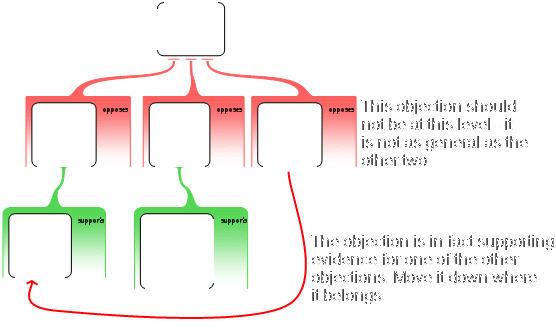 opposes opposes opposes
This objection should
not be at this level - it
is not as general as the
other two
supports supports
The objection is in fact supporting
evidence for one of the other
objections. Move it down where
it belongs